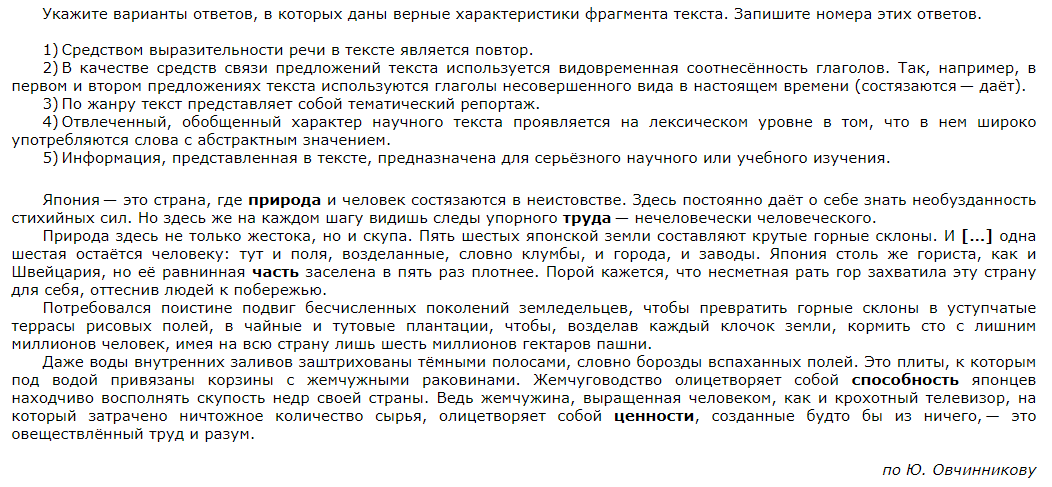 Укажите варианты ответов, в которых даны верные характеристики фрагмента текста. Запишите номера этих ответов.
1) Средством выразительности речи в тексте является повтор.
2) В качестве средств связи предложений текста используется видовременная соотнесённость глаголов. Так, например, в
первом и втором предложениях текста используются глаголы несовершенного вида в настоящем времени (состязаются — даёт).
3) По жанру текст представляет собой тематический репортаж.
4) Отвлеченный, обобщенный характер научного текста проявляется на лексическом уровне в том, что в нем широко
употребляются слова с абстрактным значением.
5) Информация, представленная в тексте, предназначена для серьёзного научного или учебного изучения.
Япония — это страна, где природа и человек состязаются в неистовстве. Здесь постоянно даёт о себе знать необузданность
стихийных сил. Но здесь же на каждом шагу видишь следы упорного труда — нечеловечески человеческого.
Природа здесь не только жестока, но и скупа. Пять шестых японской земли составляют крутые горные склоны. И [...] одна
шестая остаётся человеку: тут и поля, возделанные, словно клумбы, и города, и заводы. Япония столь же гориста, как и
Швейцария, но её равнинная часть заселена в пять раз плотнее. Порой кажется, что несметная рать гор захватила эту страну
для себя, оттеснив людей к побережью.
Потребовался поистине подвиг бесчисленных поколений земледельцев, чтобы превратить горные склоны в уступчатые
террасы рисовых полей, в чайные и тутовые плантации, чтобы, возделав каждый клочок земли, кормить сто с лишним
миллионов человек, имея на всю страну лишь шесть миллионов гектаров пашни.
Даже воды внутренних заливов заштрихованы тёмными полосами, словно борозды вспаханных полей. Это плиты, к которым
под водой привязаны корзины с жемчужными раковинами. Жемчуговодство олицетворяет собой способность японцев
находчиво восполнять скупость недр своей страны. Ведь жемчужина, выращенная человеком, как и крохотный телевизор, на
который затрачено ничтожное количество сырья, олицетворяет собой ценности, созданные будто бы из ничего, — это
овеществлённый труд и разум.
по Ю. Овчинникову